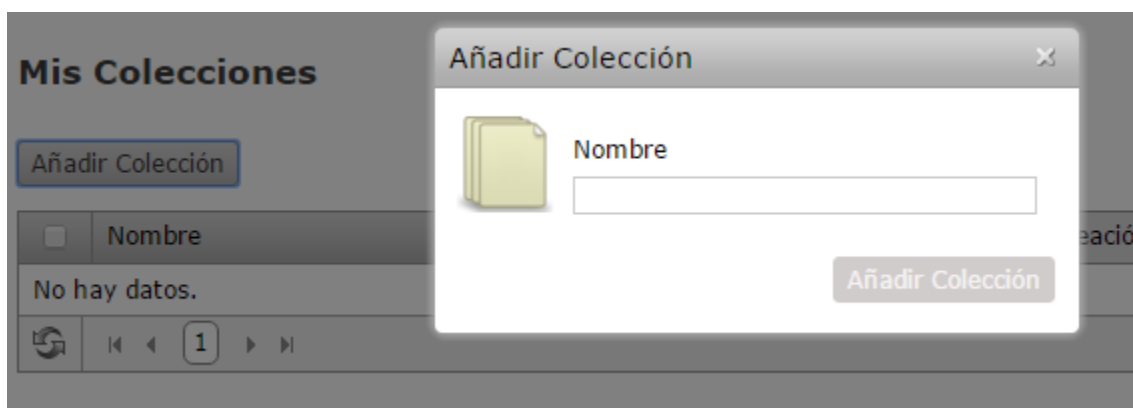 Mis Colecciones
Añadir Colección
Nombre
No hay datos.
1
Añadir Colección
Nombre
Añadir Colección